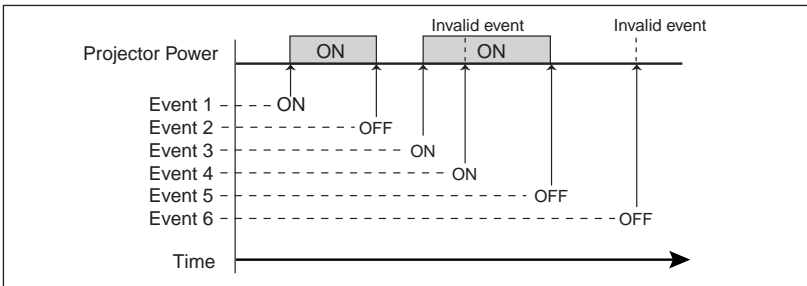 Invalid event Invalid event
Projector Power ON ON
Event 1 ON
Event 2 OFF
Event 3 ON
Event 4 ON
Event 5 OFF
Event 6 OFF
Time